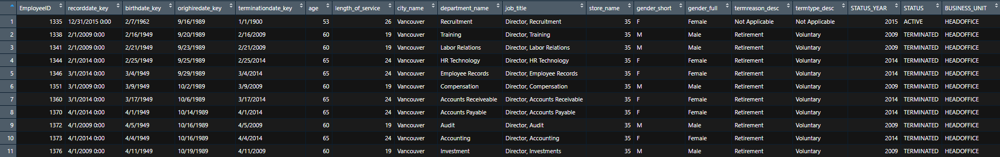 EmployeeID recorddate_key birthdate_key orighiredate_key terminationdate_key age length_of_service city_name department_name job_title store_name gender_short gender_full termreason_desc termtype_desc STATUS_YEAR STATUS BUSINESS_UNIT
1 1335 12/31/2015 0:00 2/7/1962 9/16/1989 1/1/1900 53 26 Vancouver Recruitment Director, Recruitment 35 F Female Not Applicable Not Applicable 2015 ACTIVE HEADOFFICE
2 1338 2/1/2009 0:00 2/16/1949 9/20/1989 2/16/2009 60 19 Vancouver Training Director, Training 35 M Male Retirement Voluntary 2009 TERMINATED HEADOFFICE
3 1341 2/1/2009 0:00 2/21/1949 9/23/1989 2/21/2009 60 19 Vancouver Labor Relations Director, Labor Relations 35 M Male Retirement Voluntary 2009 TERMINATED HEADOFFICE
4 1344 2/1/2014 0:00 2/25/1949 9/25/1989 2/25/2014 65 24 Vancouver HR Technology Director, HR Technology 35 F Female Retirement Voluntary 2014 TERMINATED HEADOFFICE
5 1346 3/1/2014 0:00 3/4/1949 9/29/1989 3/4/2014 65 24 Vancouver Employee Records Director, Employee Records 35 F Female Retirement Voluntary 2014 TERMINATED HEADOFFICE
6 1351 3/1/2009 0:00 3/9/1949 10/2/1989 3/9/2009 60 19 Vancouver Compensation Director, Compensation 35 M Male Retirement Voluntary 2009 TERMINATED HEADOFFICE
7 1360 3/1/2014 0:00 3/17/1949 10/6/1989 3/17/2014 65 24 Vancouver Accounts Receiveable Director, Accounts Receivable 35 F Female Retirement Voluntary 2014 TERMINATED HEADOFFICE
8 1370 4/1/2014 0:00 4/1/1949 10/14/1989 4/1/2014 65 24 Vancouver Accounts Payable Director, Accounts Payable 35 F Female Retirement Voluntary 2014 TERMINATED HEADOFFICE
9 1372 4/1/2009 0:00 4/5/1949 10/16/1989 4/5/2009 60 19 Vancouver Audit Director, Audit 35 M Male Retirement Voluntary 2009 TERMINATED HEADOFFICE
10 1373 4/1/2014 0:00 4/4/1949 10/16/1989 4/4/2014 65 24 Vancouver Accounting Director, Accounting 35 F Female Retirement Voluntary 2014 TERMINATED HEADOFFICE
11 1376 4/1/2009 0:00 4/11/1949 10/19/1989 4/11/2009 60 19 Vancouver Investment Director, Investments 35 M Male Retirement Voluntary 2009 TERMINATED HEADOFFICE